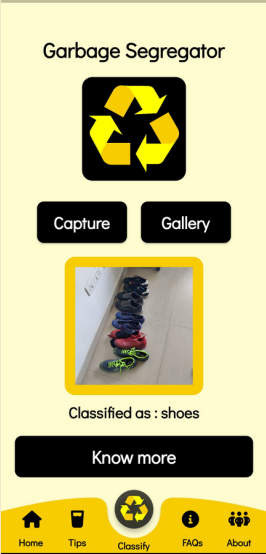 Garbage Segregator
Capture
Gallery
Classified as : shoes
Know more
Home
Tips
Classify
FAQs
About